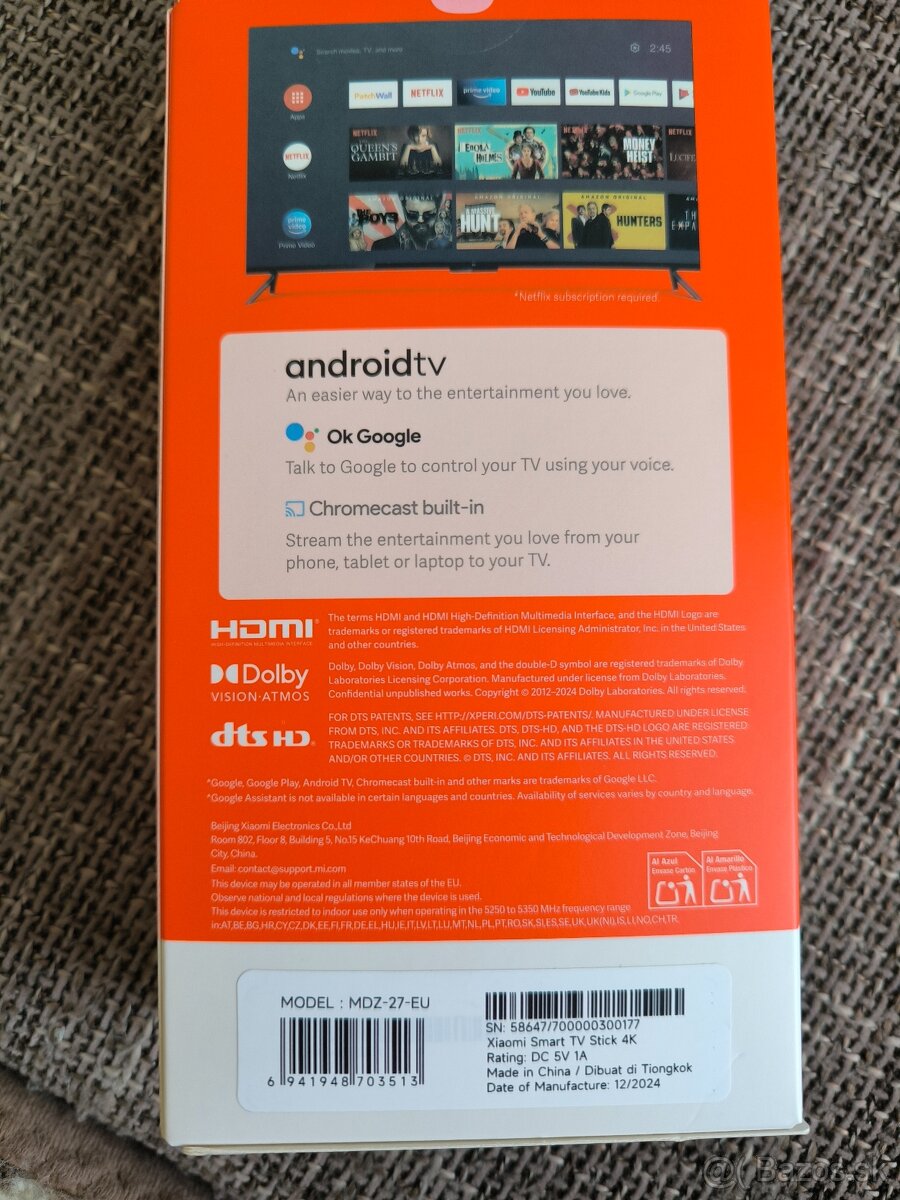 Search movies, TV, and more
2:45
PatchWall
NETFLIX
prime video
YouTube
YouTube Kids
Google Play
Apps
NETFLIX
THE QUEEN'S GAMBIT
NETFLIX
ENOLA HOLMES
NETFLIX
MONEY HEIST
NETFLIX
LUCIFE
NETFLIX
Netflix
prime video
Prime Video
BOYS
AMAZON ORIGINAL
HUNT
AMAZON ORIGINAL
HUNTERS
*Netflix subscription required.
androidtv
An easier way to the entertainment you love.
Ok Google
Talk to Google to control your TV using your voice.
Chromecast built-in
Stream the entertainment you love from your
phone, tablet or laptop to your TV.
HDMI
HIGH-DEFINITION MULTIMEDIA INTERFACE
The terms HDMI and HDMI High-Definition Multimedia Interface, and the HDMI Logo are
trademarks or registered trademarks of HDMI Licensing Administrator, Inc. in the United States
and other countries.
Dolby
VISION·ATMOS
Dolby, Dolby Vision, Dolby Atmos, and the double-D symbol are registered trademarks of Dolby
Laboratories Licensing Corporation. Manufactured under license from Dolby Laboratories.
Confidential unpublished works. Copyright © 2012–2024 Dolby Laboratories. All rights reserved.
dts HD
FOR DTS PATENTS, SEE HTTP://XPERI.COM/DTS-PATENTS/. MANUFACTURED UNDER LICENSE
FROM DTS, INC. AND ITS AFFILIATES. DTS, DTS-HD, AND THE DTS-HD LOGO ARE REGISTERED
TRADEMARKS OR TRADEMARKS OF DTS, INC. AND ITS AFFILIATES IN THE UNITED STATES
AND/OR OTHER COUNTRIES. © DTS, INC. AND ITS AFFILIATES. ALL RIGHTS RESERVED.
*Google, Google Play, Android TV, Chromecast built-in and other marks are trademarks of Google LLC.
*Google Assistant is not available in certain languages and countries. Availability of services varies by country and language.
Beijing Xiaomi Electronics Co.,Ltd
Room 802, Floor 8, Building 5, No.15 KeChuang 10th Road, Beijing Economic and Technological Development Zone, Beijing
City, China.
Email: contact@support.mi.com
This device may be operated in all member states of the EU.
Observe national and local regulations where the device is used.
This device is restricted to indoor use only when operating in the 5250 to 5350 MHz frequency range
in:AT,BE,BG,HR,CY,CZ,DK,EE,FI,FR,DE,EL,HU,IE,IT,LV,LT,LU,MT,NL,PL,PT,RO,SK,SI,ES,SE,UK,UK(NI),IS,LI,NO,CH,TR.
Al Azul
Envase Cartón
Al Amarillo
Envase Plástico
MODEL : MDZ-27-EU
6 941948 703513
SN: 58647/700000300177
Xiaomi Smart TV Stick 4K
Rating: DC 5V 1A
Made in China / Dibuat di Tiongkok
Date of Manufacture: 12/2024
Bazos.sk